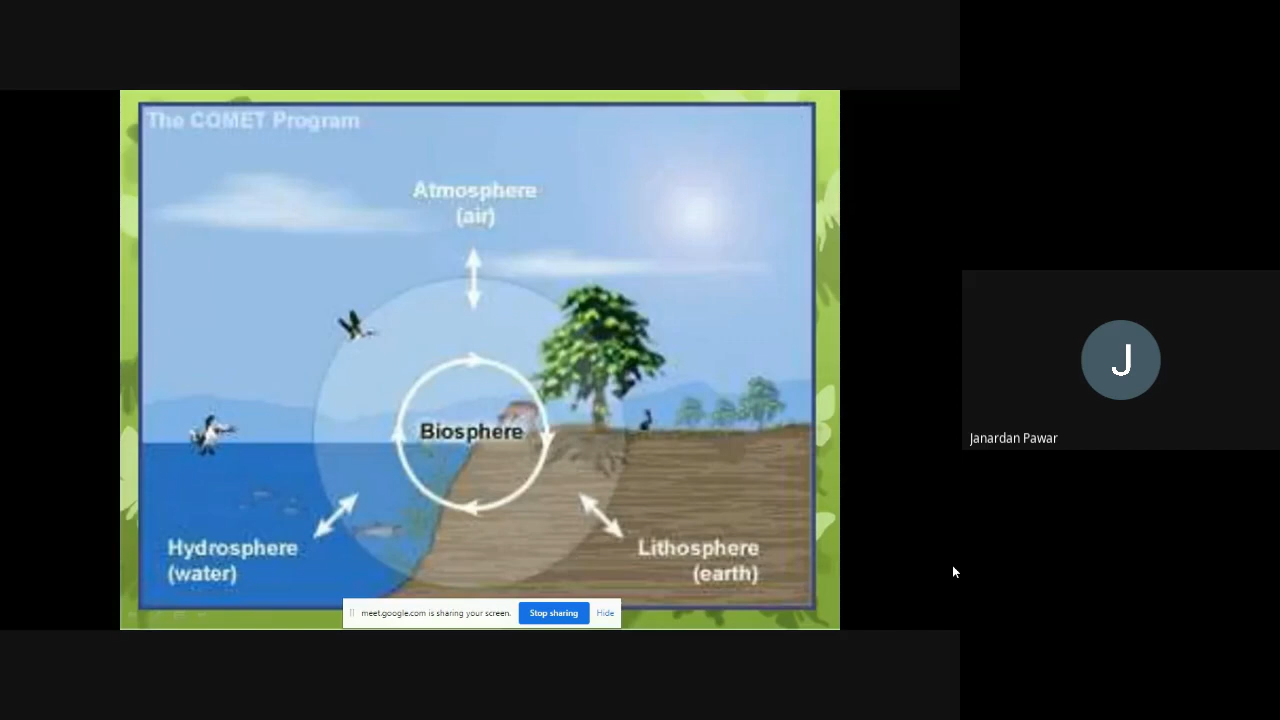 The COMET Program
Atmosphere
(air)
Biosphere
Hydrosphere
(water)
Lithosphere
(earth)
meet.google.com is sharing your screen.
Stop sharing
Hide
J
Janardan Pawar